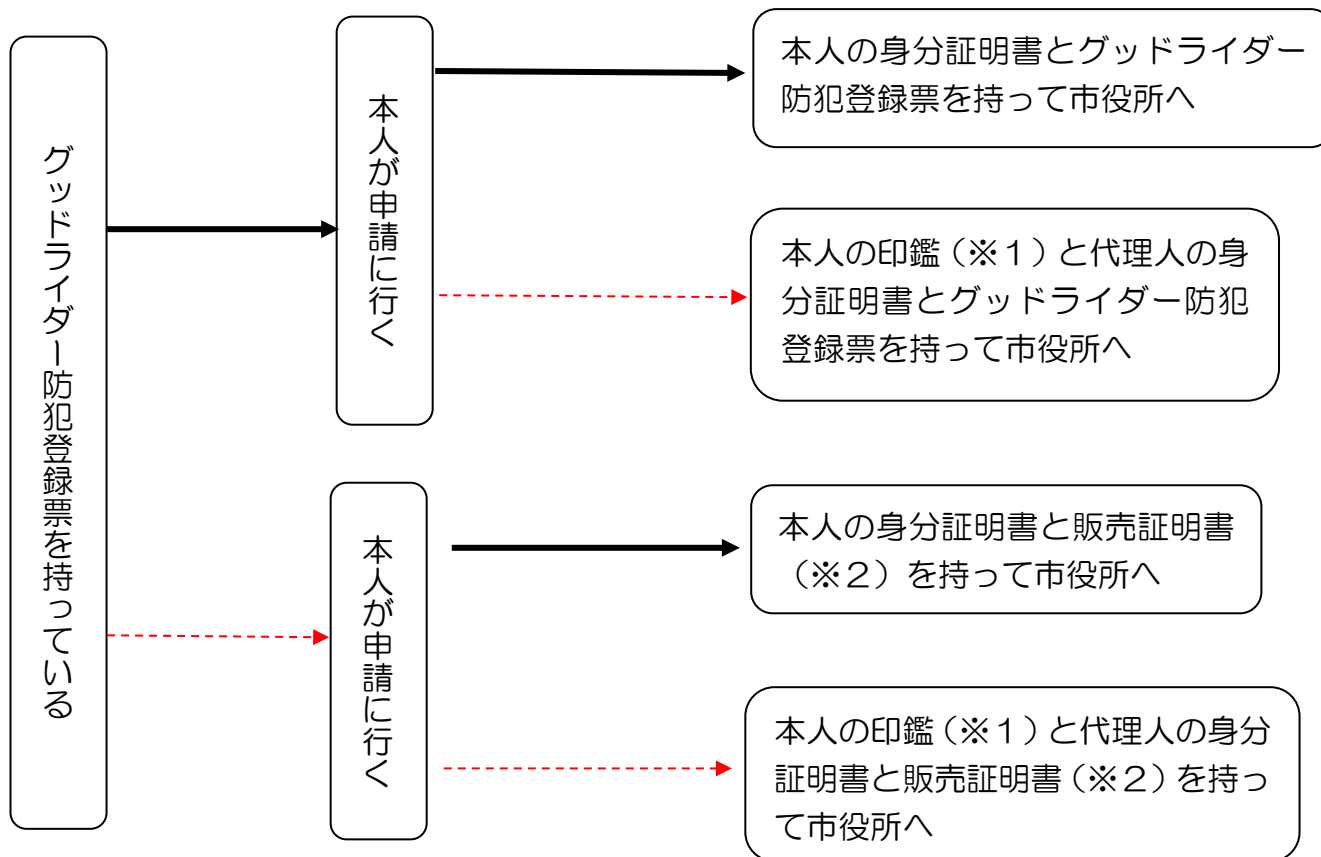 グッドライダー防犯登録票を持っている
本人が申請に行く
本人の身分証明書とグッドライダー
防犯登録票を持って市役所へ
本人の印鑑（※１）と代理人の身
分証明書とグッドライダー防犯
登録票を持って市役所へ
本人が申請に行く
本人の身分証明書と販売証明書
（※２）を持って市役所へ
本人の印鑑（※１）と代理人の身分
証明書と販売証明書（※２）を持っ
て市役所へ